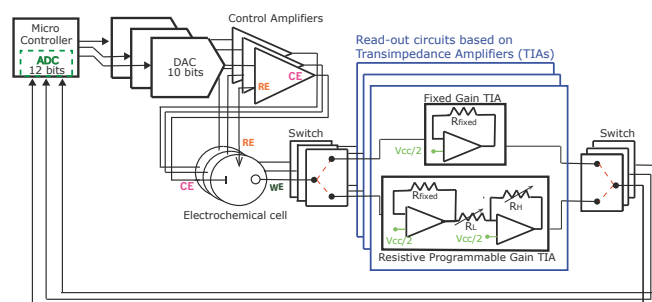 Micro
Controller
ADC
12 bits
DAC
10 bits
Control Amplifiers
CE
RE
RE
CE
WE
Electrochemical cell
Switch
Read-out circuits based on
Transimpedance Amplifiers (TIAs)
Fixed Gain TIA
Rfixed
Vcc/2
Rfixed
Vcc/2
RL
RH
Vcc/2
Resistive Programmable Gain TIA
Switch